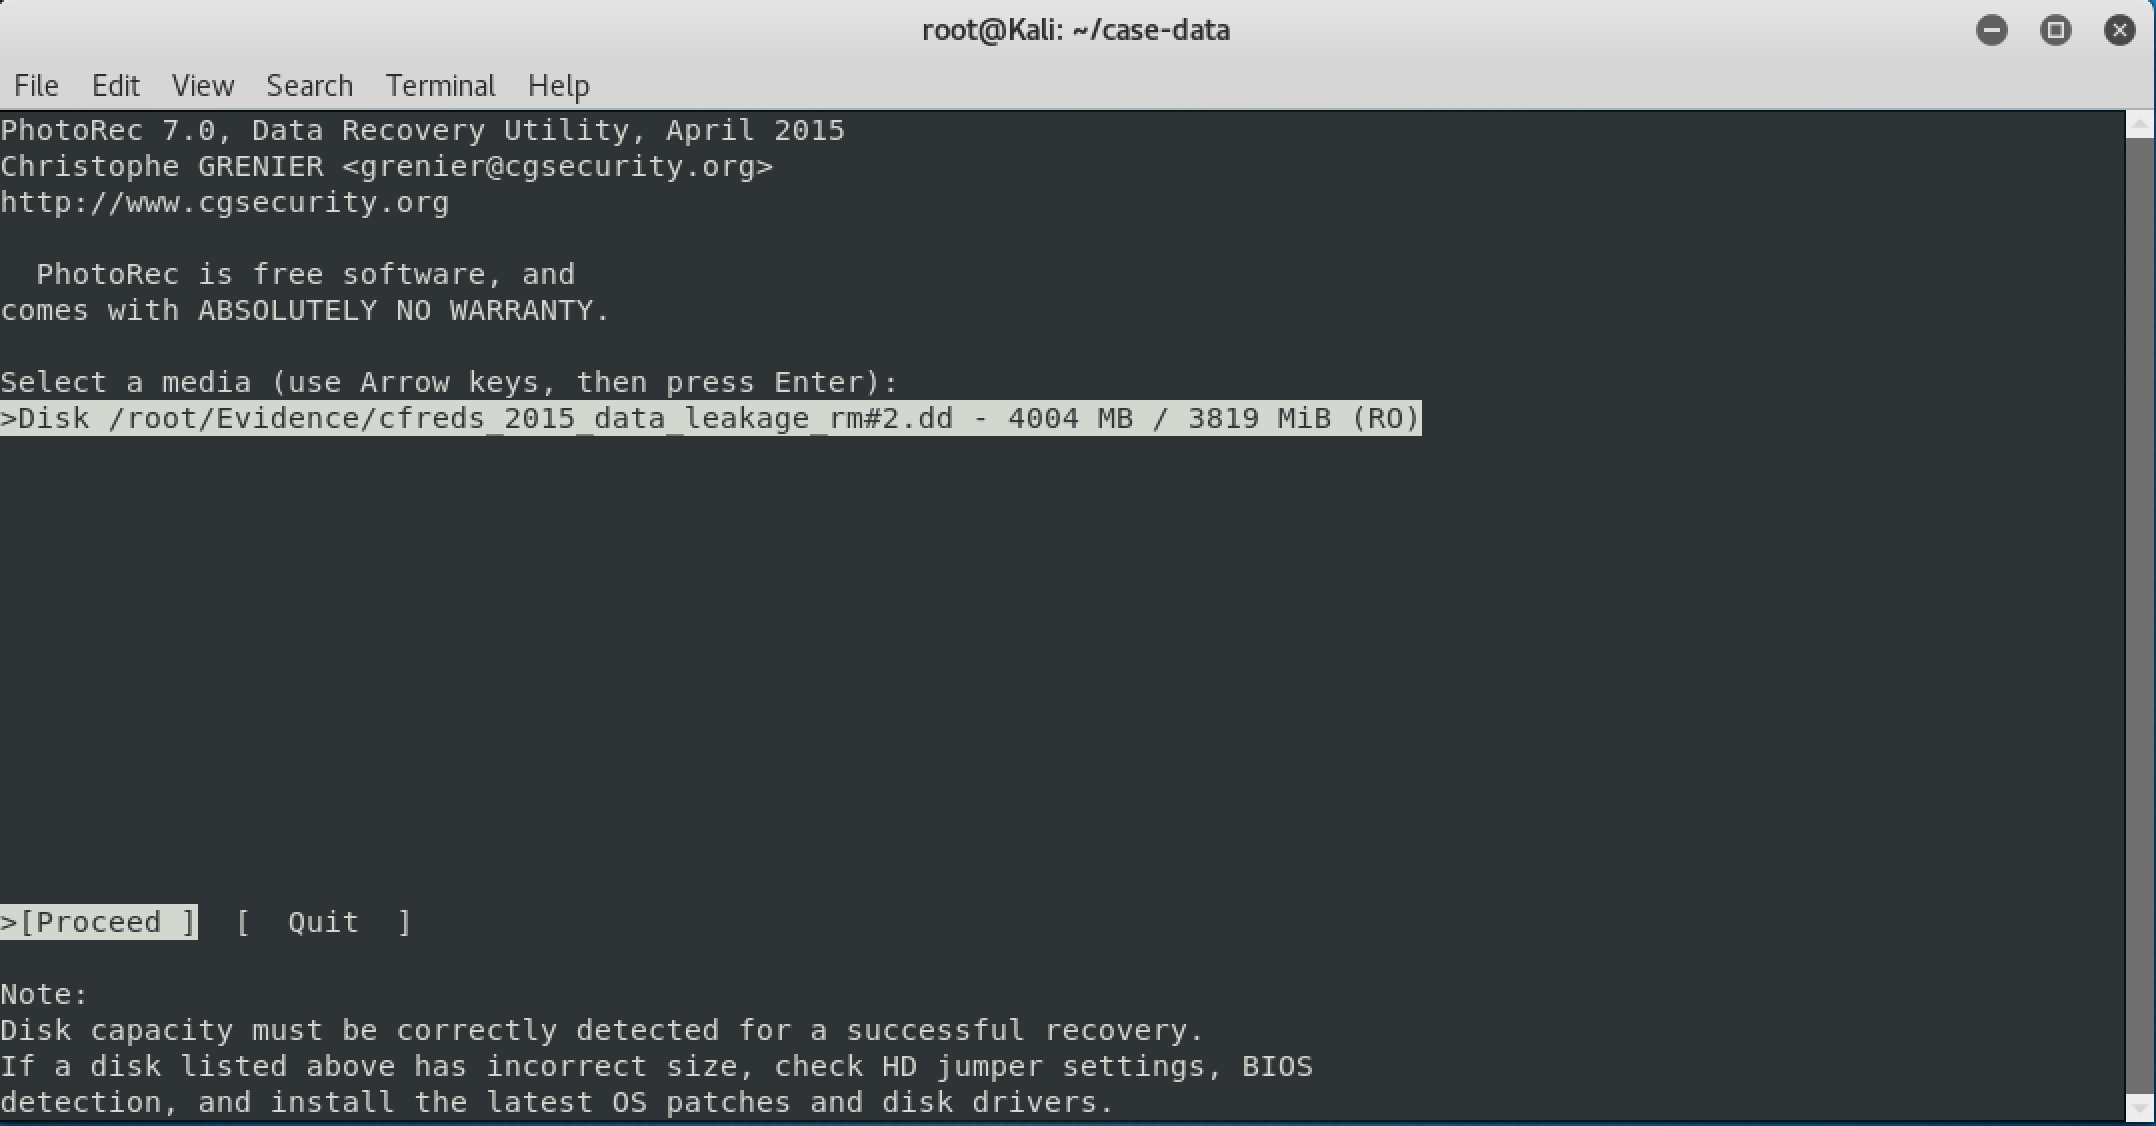 root@Kali: ~/case-data
File Edit View Search Terminal Help
PhotoRec 7.0, Data Recovery Utility, April 2015
Christophe GRENIER <grenier@cgsecurity.org>
http://www.cgsecurity.org
PhotoRec is free software, and
comes with ABSOLUTELY NO WARRANTY.
Select a media (use Arrow keys, then press Enter):
>Disk /root/Evidence/cfreds_2015_data_leakage_rm#2.dd - 4004 MB / 3819 MiB (RO)
>[Proceed ]  [  Quit  ]
Note:
Disk capacity must be correctly detected for a successful recovery.
If a disk listed above has incorrect size, check HD jumper settings, BIOS
detection, and install the latest OS patches and disk drivers.